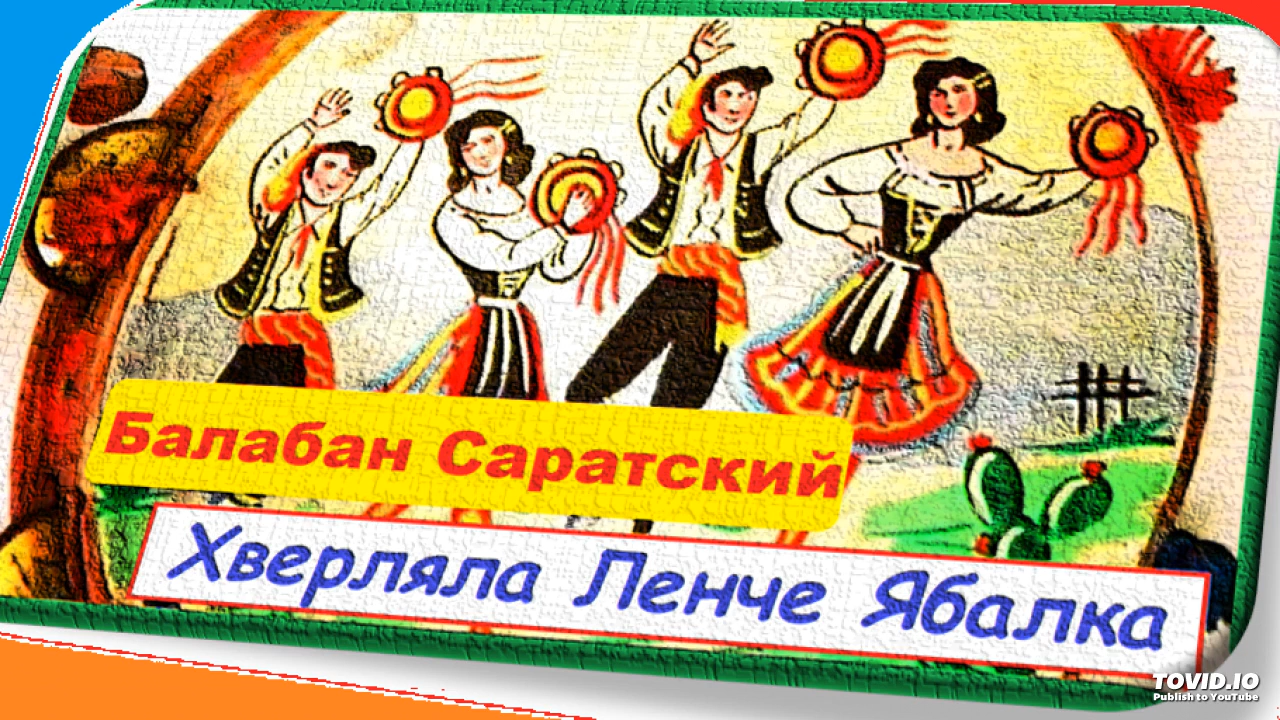 Балабан Саратский
Хверляла Ленче Ябалка
TOVID.IO
Publish to YouTube